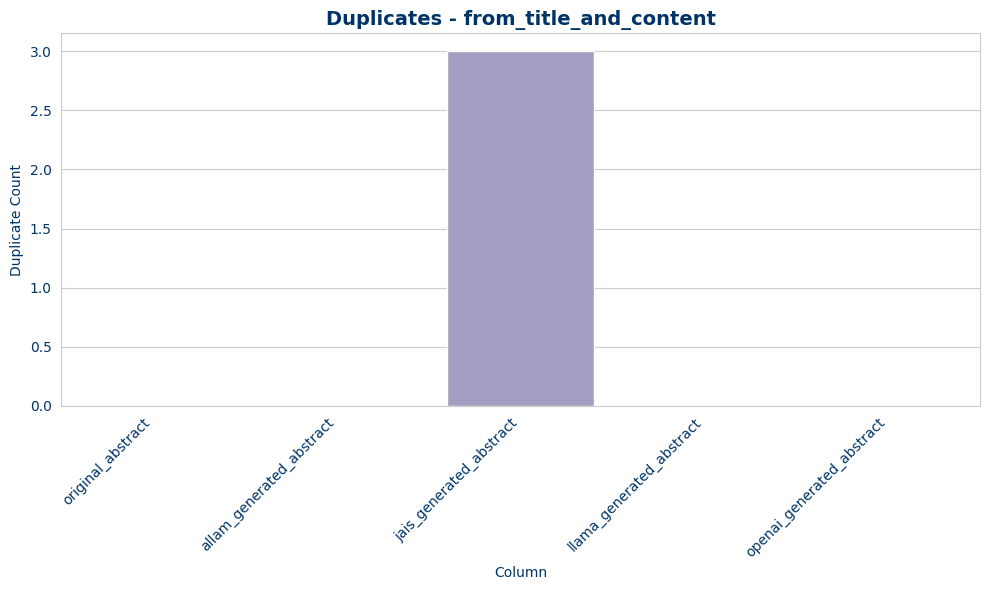 Duplicates - from_title_and_content
Duplicate Count
3.0
2.5
2.0
1.5
1.0
0.5
0.0
original_abstract
allam_generated_abstract
jais_generated_abstract
llama_generated_abstract
openai_generated_abstract
Column